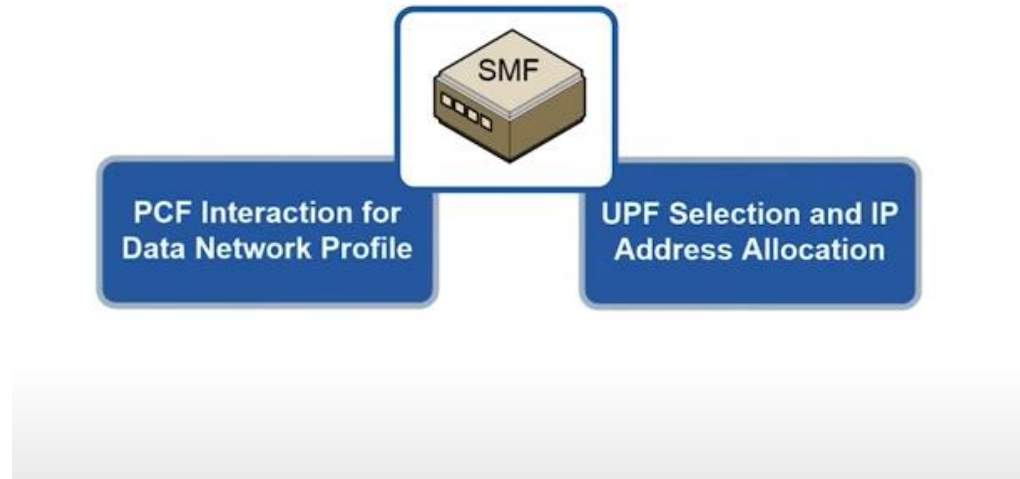 SMF
PCF Interaction for
Data Network Profile
UPF Selection and IP
Address Allocation